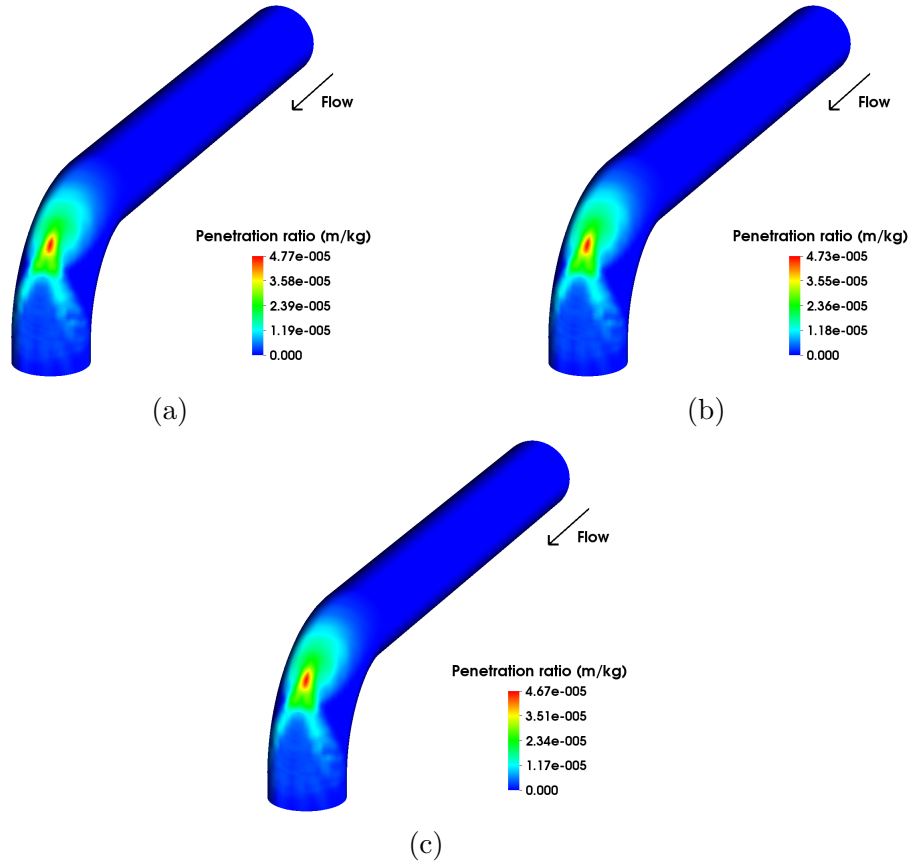 Flow
Penetration ratio (m/kg)
4.77e-005
3.58e-005
2.39e-005
1.19e-005
0.000
(a)
Flow
Penetration ratio (m/kg)
4.73e-005
3.55e-005
2.36e-005
1.18e-005
0.000
(b)
Flow
Penetration ratio (m/kg)
4.67e-005
3.51e-005
2.34e-005
1.17e-005
0.000
(c)